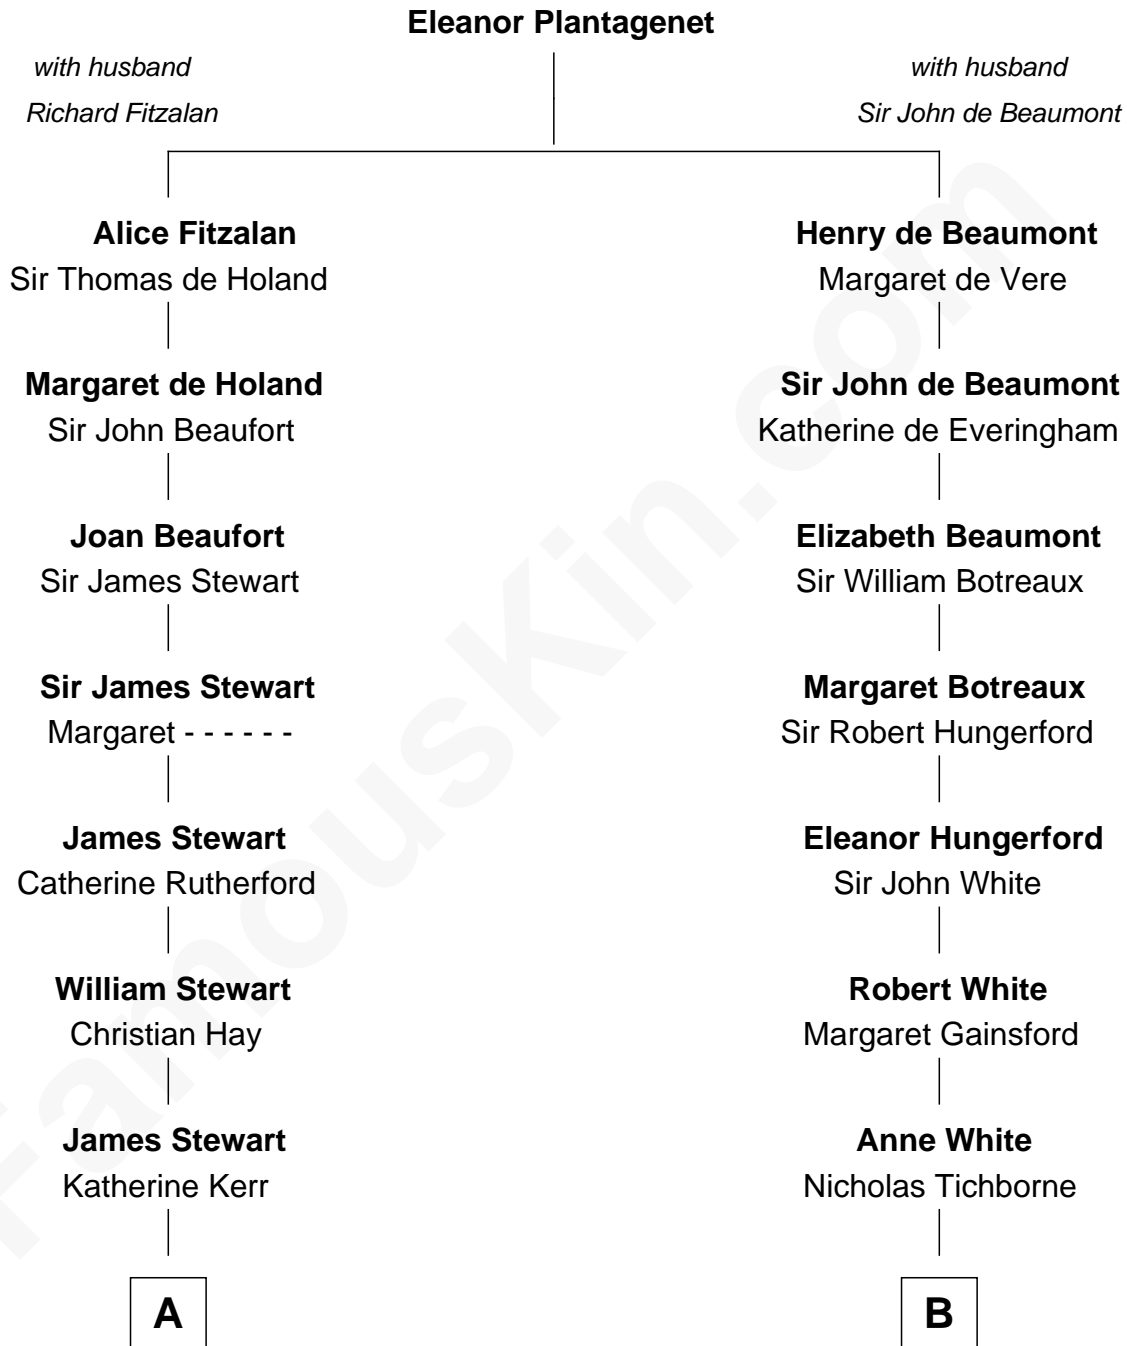 Eleanor Plantagenet
with husband
Richard Fitzalan
with husband
Sir John de Beaumont
Alice Fitzalan
Sir Thomas de Holand
Henry de Beaumont
Margaret de Vere
Margaret de Holand
Sir John Beaufort
Sir John de Beaumont
Katherine de Everingham
Joan Beaufort
Sir James Stewart
Elizabeth Beaumont
Sir William Botreaux
Sir James Stewart
Margaret - - - - - -
Margaret Botreaux
Sir Robert Hungerford
James Stewart
Catherine Rutherford
Eleanor Hungerford
Sir John White
William Stewart
Christian Hay
Robert White
Margaret Gainsford
James Stewart
Katherine Kerr
Anne White
Nicholas Tichborne
A
B
FamousKin.com